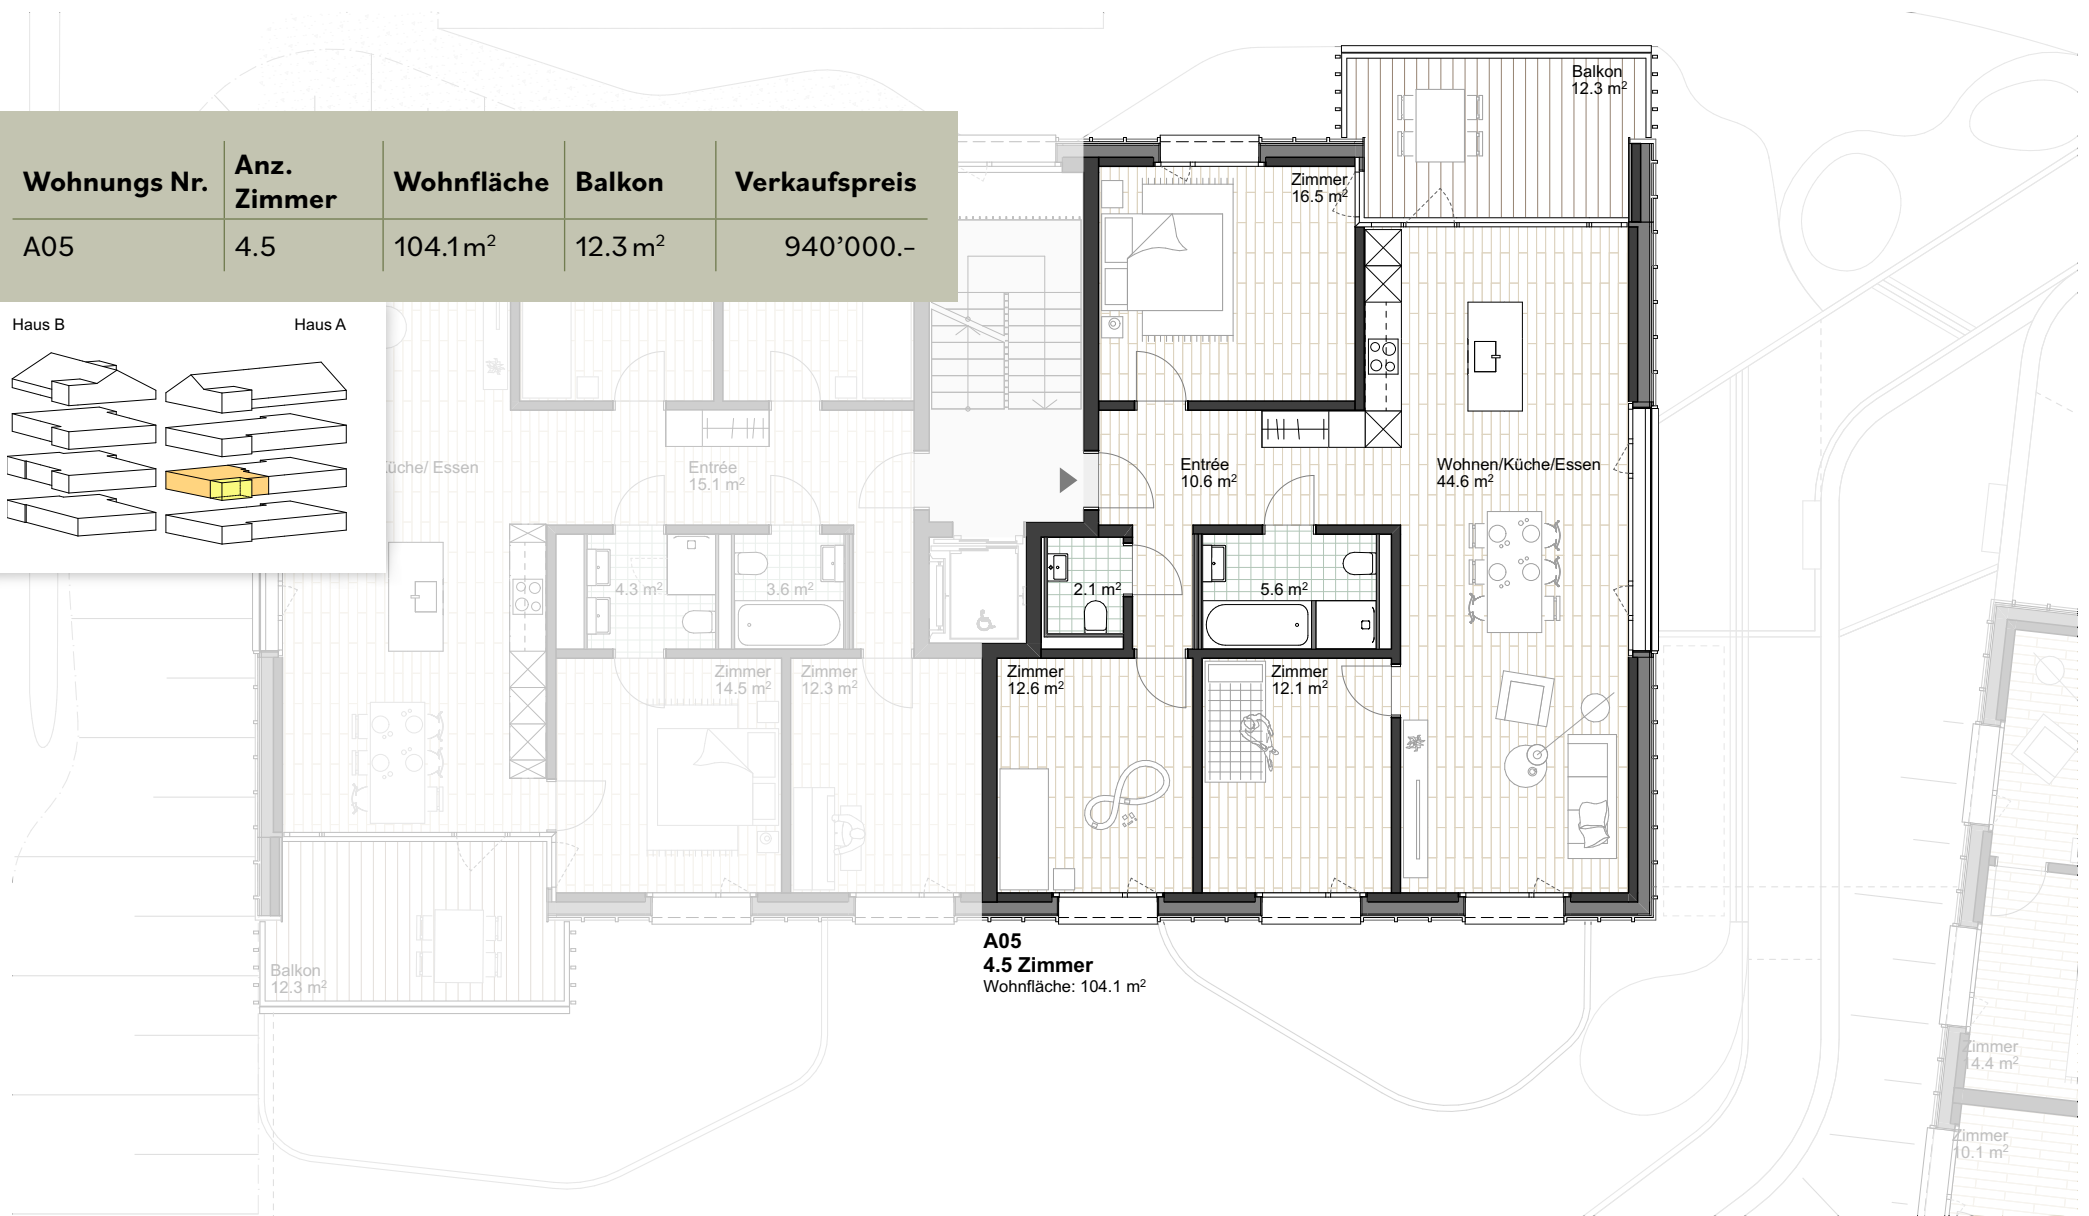 Wohnungs Nr.
Anz.
Zimmer
Wohnfläche
Balkon
Verkaufspreis
A05
4.5
104.1 m²
12.3 m²
940’000.–
Haus B
Haus A
Balkon
12.3 m²
Zimmer
16.5 m²
Entrée
10.6 m²
Wohnen/Küche/Essen
44.6 m²
2.1 m²
5.6 m²
Zimmer
12.6 m²
Zimmer
12.1 m²
A05
4.5 Zimmer
Wohnfläche: 104.1 m²
Essen
Entrée
15.1 m²
4.3 m²
3.6 m²
Zimmer
14.5 m²
Zimmer
12.3 m²
Balkon
12.3 m²
Zimmer
14.4 m²
Zimmer
10.1 m²